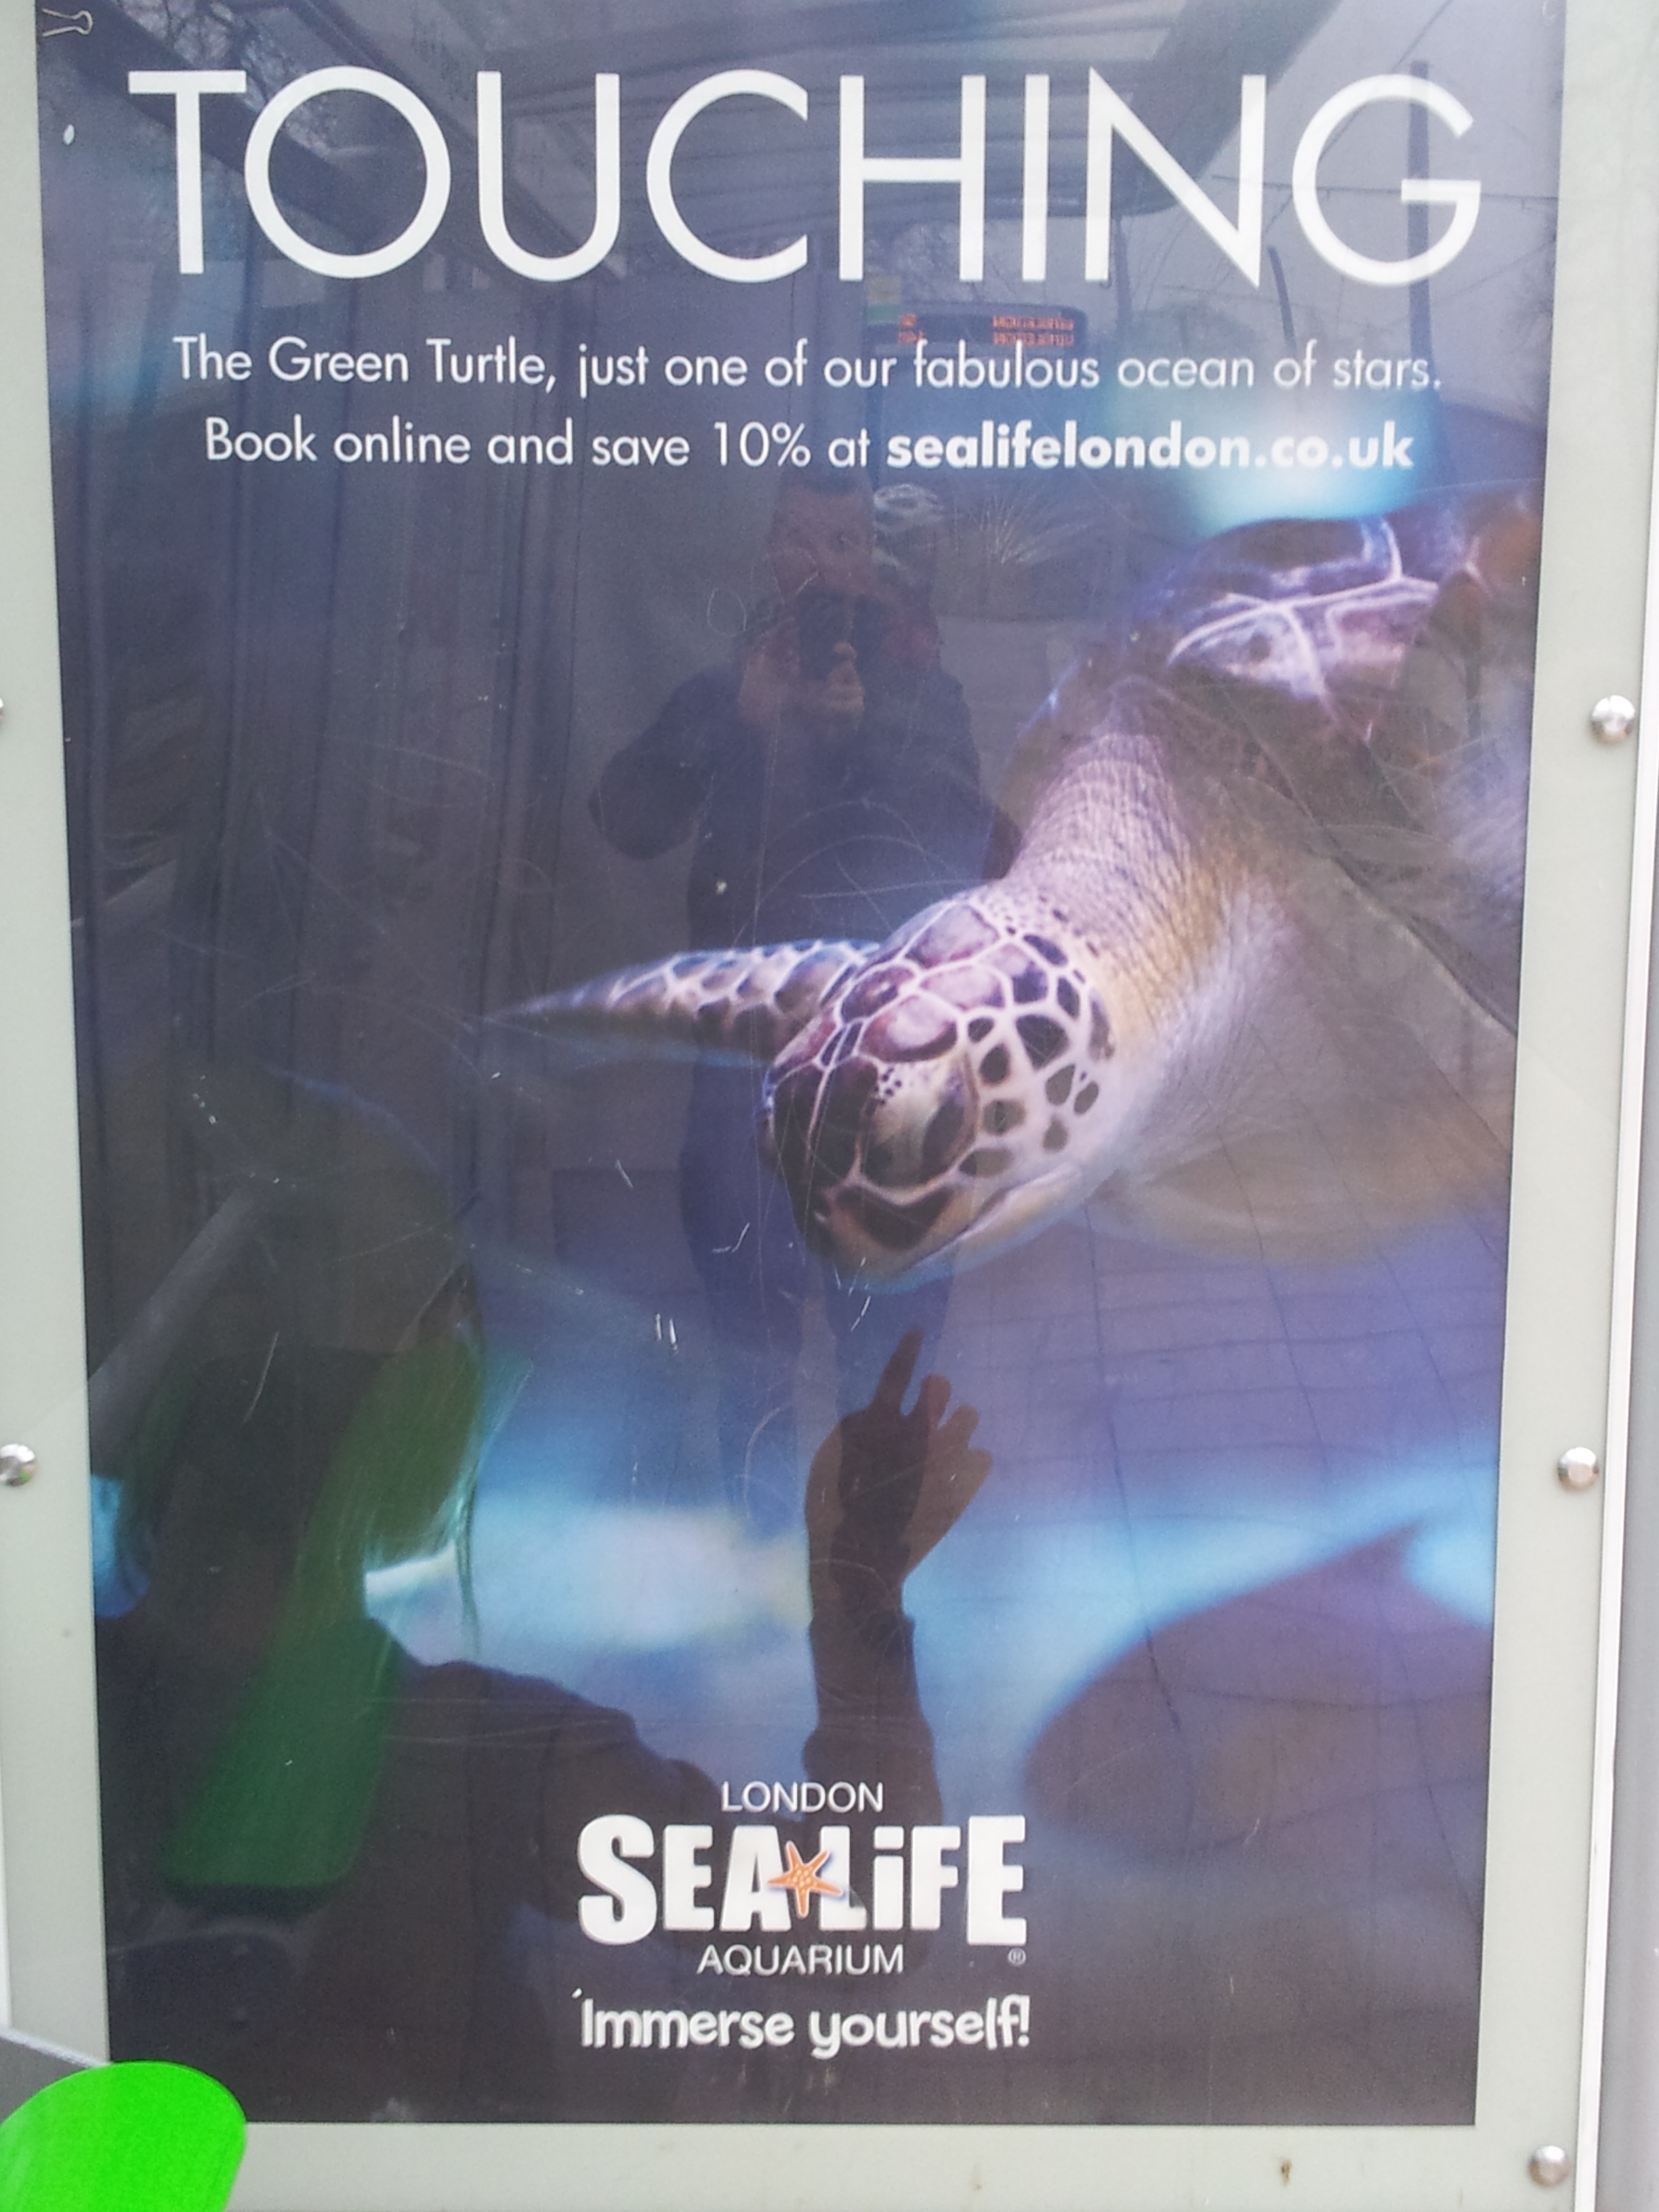 TOUCHING
The Green Turtle, just one of our fabulous ocean of stars.
Book online and save 10% at sealifelondon.co.uk
LONDON
SEA LiFE
AQUARIUM ®
Immerse yourself!